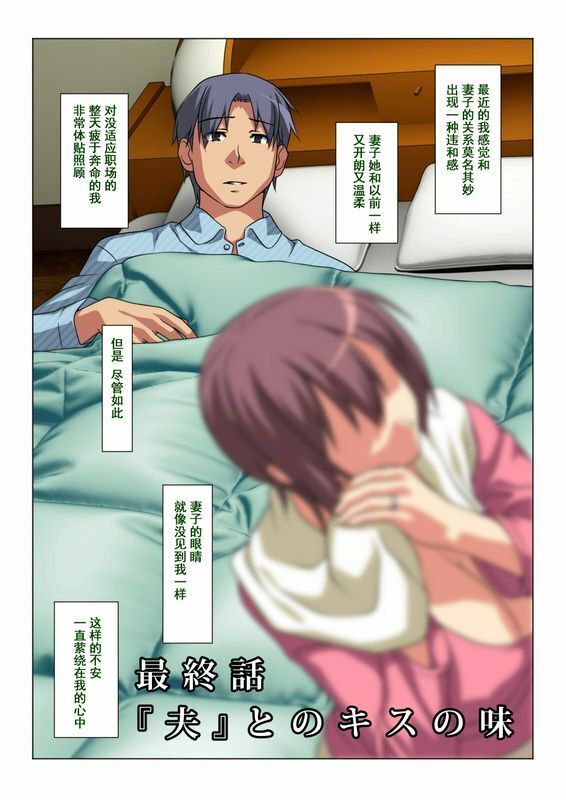 最近的我感觉和
妻子的关系莫名其妙
出现一种违和感
妻子她和以前一样
又开朗又温柔
对没适应职场的
整天疲于奔命的我
非常体贴照顾
但是 尽管如此
妻子的眼睛
就像没见到我一样
这样的不安
一直萦绕在我的心中
最終話
『夫』とのキスの味